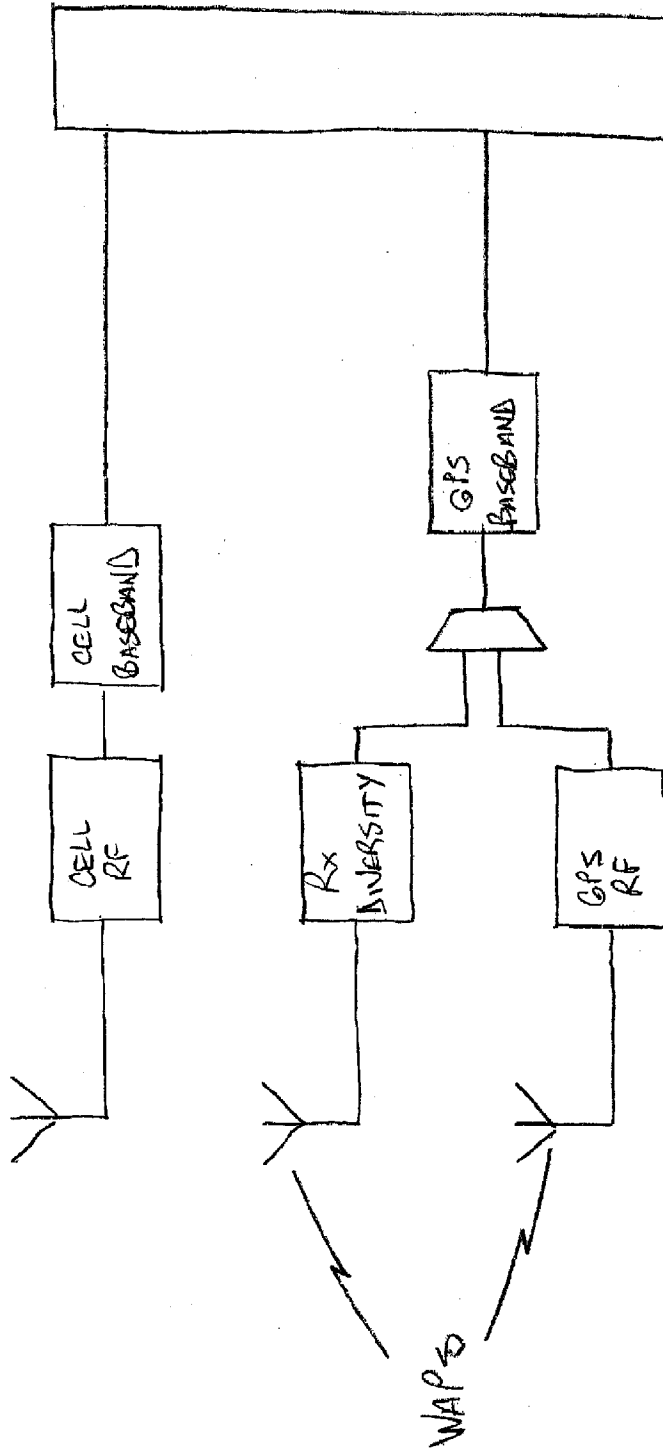 CELL
RF
CELL
BASEBAND
Rx
DIVERSITY
GPS
BASEBAND
GPS
RF
WAPS